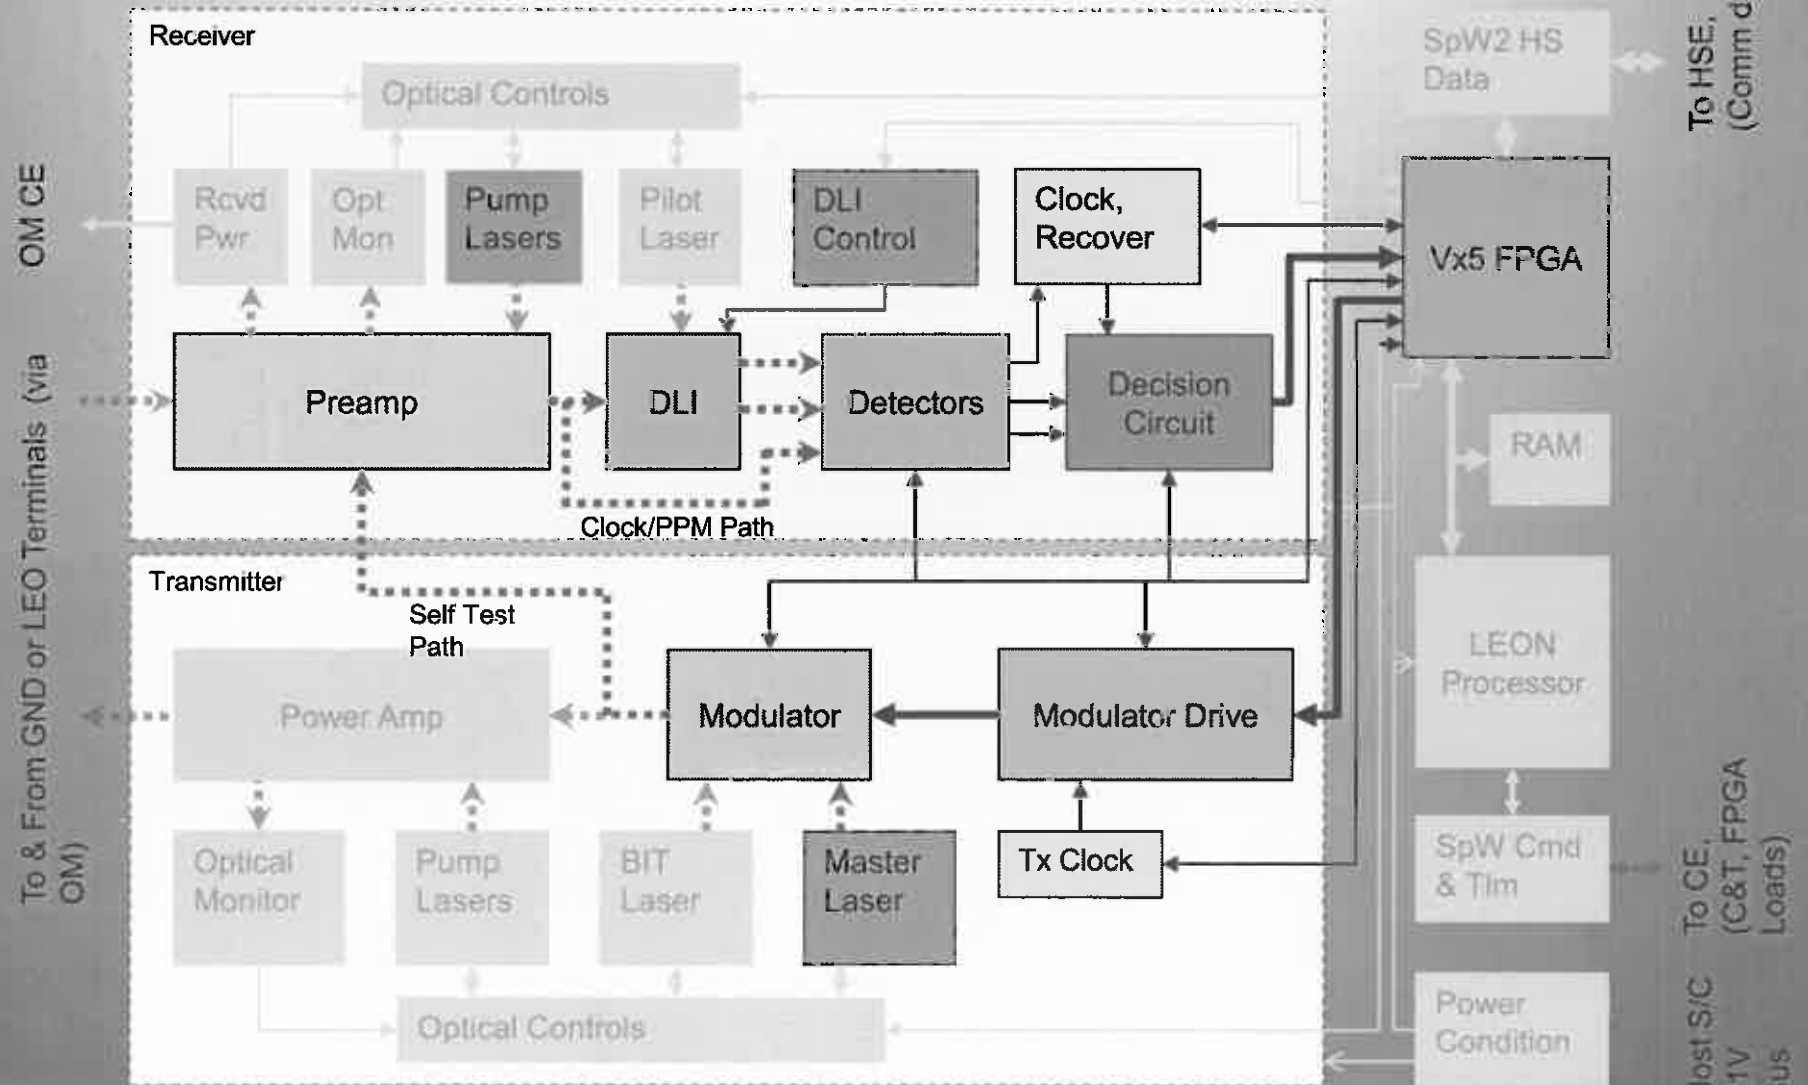 Receiver
Optical Controls
Rcvd
Pwr
Opt
Mon
Pump
Lasers
Pilot
Laser
DLI
Control
Clock,
Recover
Preamp
DLI
Detectors
Decision
Circuit
Clock/PPM Path
Transmitter
Self Test
Path
Power Amp
Modulator
Modulator Drive
Optical
Monitor
Pump
Lasers
BIT
Laser
Master
Laser
Tx Clock
Optical Controls
SpW2 HS
Data
Vx5 FPGA
RAM
LEON
Processor
SpW Cmd
& Tlm
Power
Condition
OM CE
To & From GND or LEO Terminals (via
OM)
To HSE,
(Comm d
To CE,
(C&T, FPGA
Loads)
ost S/C
1V
us